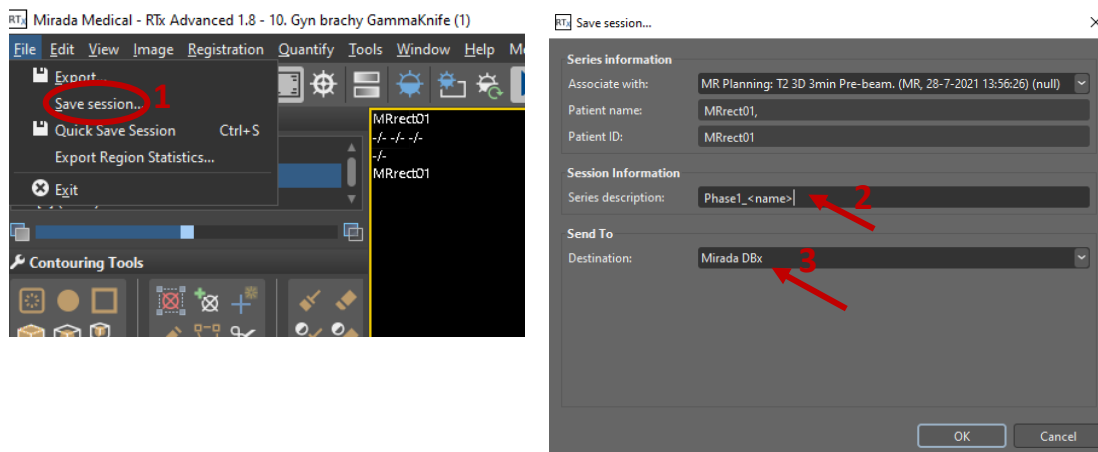 RTx Mirada Medical - RTx Advanced 1.8 - 10. Gyn brachy GammaKnife (1)
File Edit View Image Registration Quantify Tools Window Help M
Export...
Save session... 1
Quick Save Session Ctrl+S
Export Region Statistics...
Exit
MRrect01
-/- -/- -/-
-/-
MRrect01
Contouring Tools
RTx Save session...
Series information
Associate with: MR Planning: T2 3D 3min Pre-beam. (MR, 28-7-2021 13:56:26) (null)
Patient name: MRrect01,
Patient ID: MRrect01
Session Information
Series description: Phase1_<name> 2
Send To
Destination: Mirada DBx 3
OK Cancel